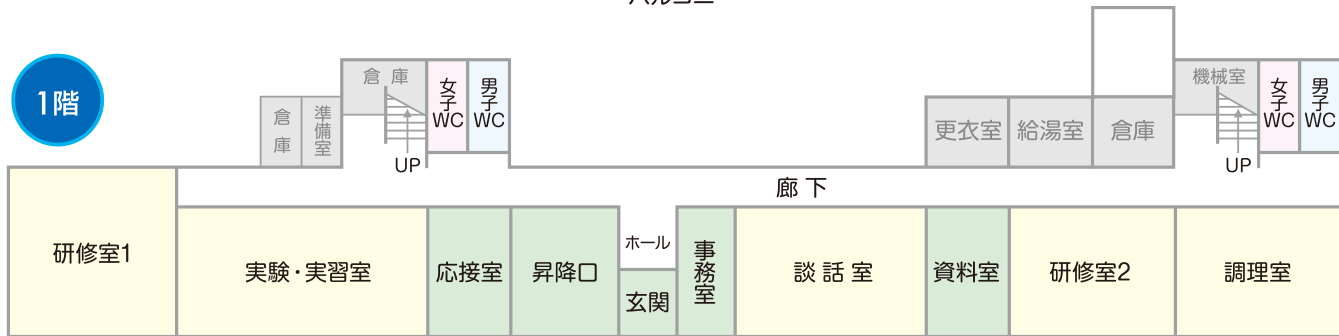 1階
倉庫
準備室
倉庫
UP
女子WC
男子WC
更衣室
給湯室
倉庫
機械室
UP
女子WC
男子WC
廊下
研修室1
実験・実習室
応接室
昇降口
ホール
玄関
事務室
談話室
資料室
研修室2
調理室